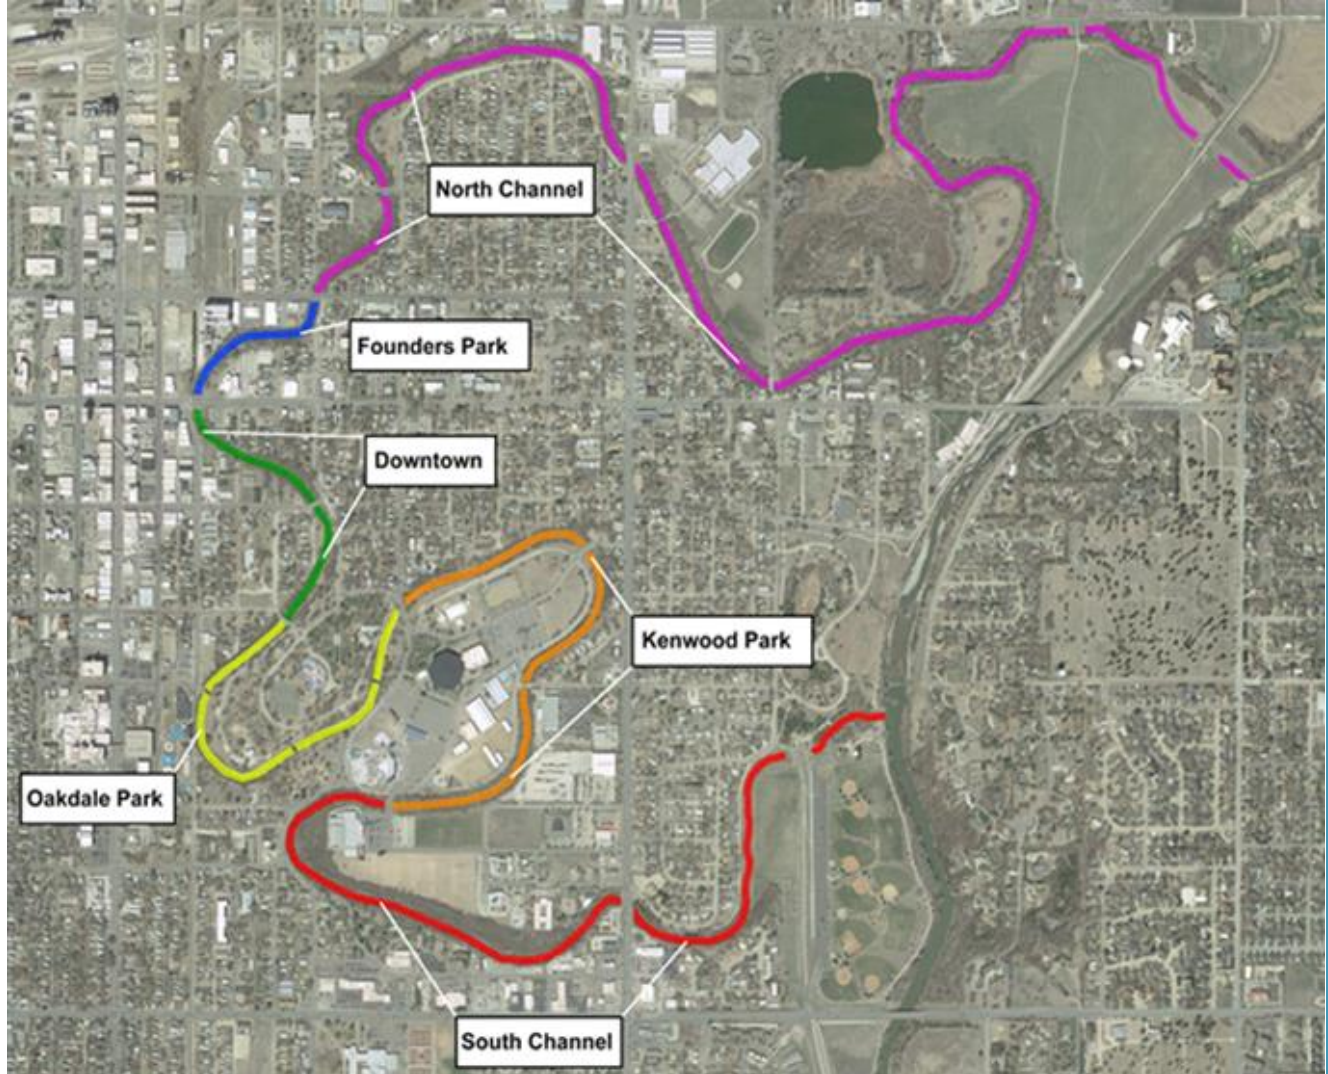 North Channel
Founders Park
Downtown
Kenwood Park
Oakdale Park
South Channel